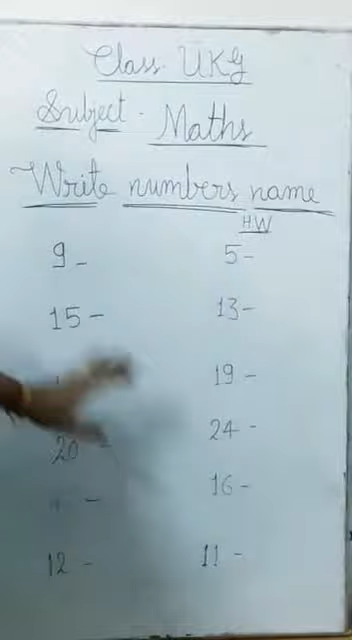 Class UKG
Subject - Maths
Write numbers name
H.W
9 - 5 -
15 - 13 -
19 -
20 - 24 -
- 16 -
12 - 11 -